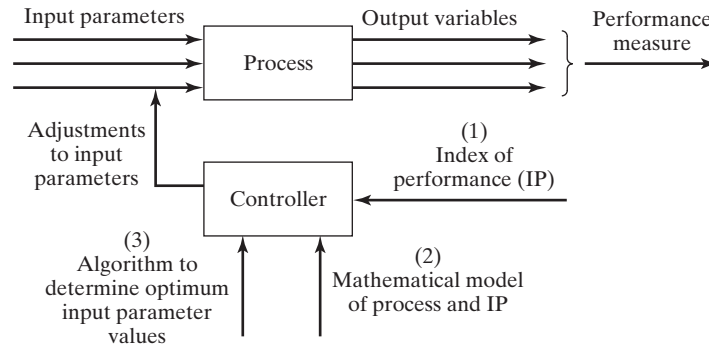 Input parameters
Output variables
Performance
measure
Process
Adjustments
to input
parameters
(1)
Index of
performance (IP)
Controller
(3)
Algorithm to
determine optimum
input parameter
values
(2)
Mathematical model
of process and IP